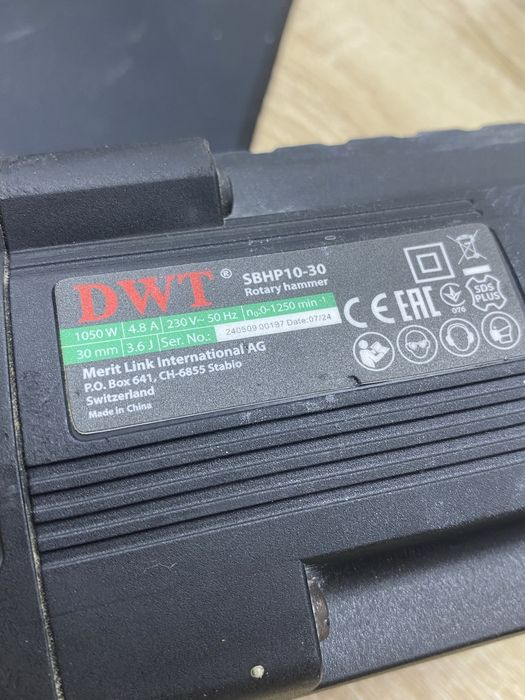 DWT® SBHP10-30
Rotary hammer
1050 W 4.8 A 230 V~ 50 Hz n₀:0-1250 min⁻¹
30 mm 3.6 J Ser. No.: 240509 00197 Date:07/24
Merit Link International AG
P.O. Box 641, CH-6855 Stabio
Switzerland
Made in China
CE EAC 076 SDS PLUS